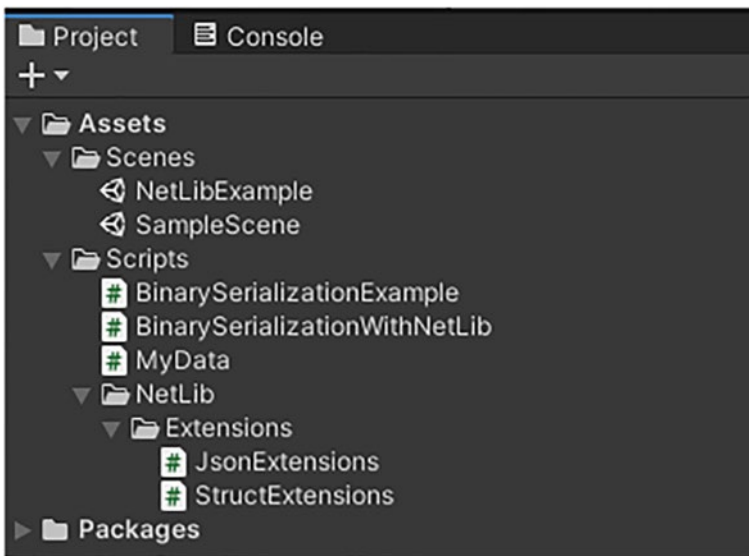 Project Console
Assets
Scenes
NetLibExample
SampleScene
Scripts
# BinarySerializationExample
# BinarySerializationWithNetLib
# MyData
NetLib
Extensions
# JsonExtensions
# StructExtensions
Packages